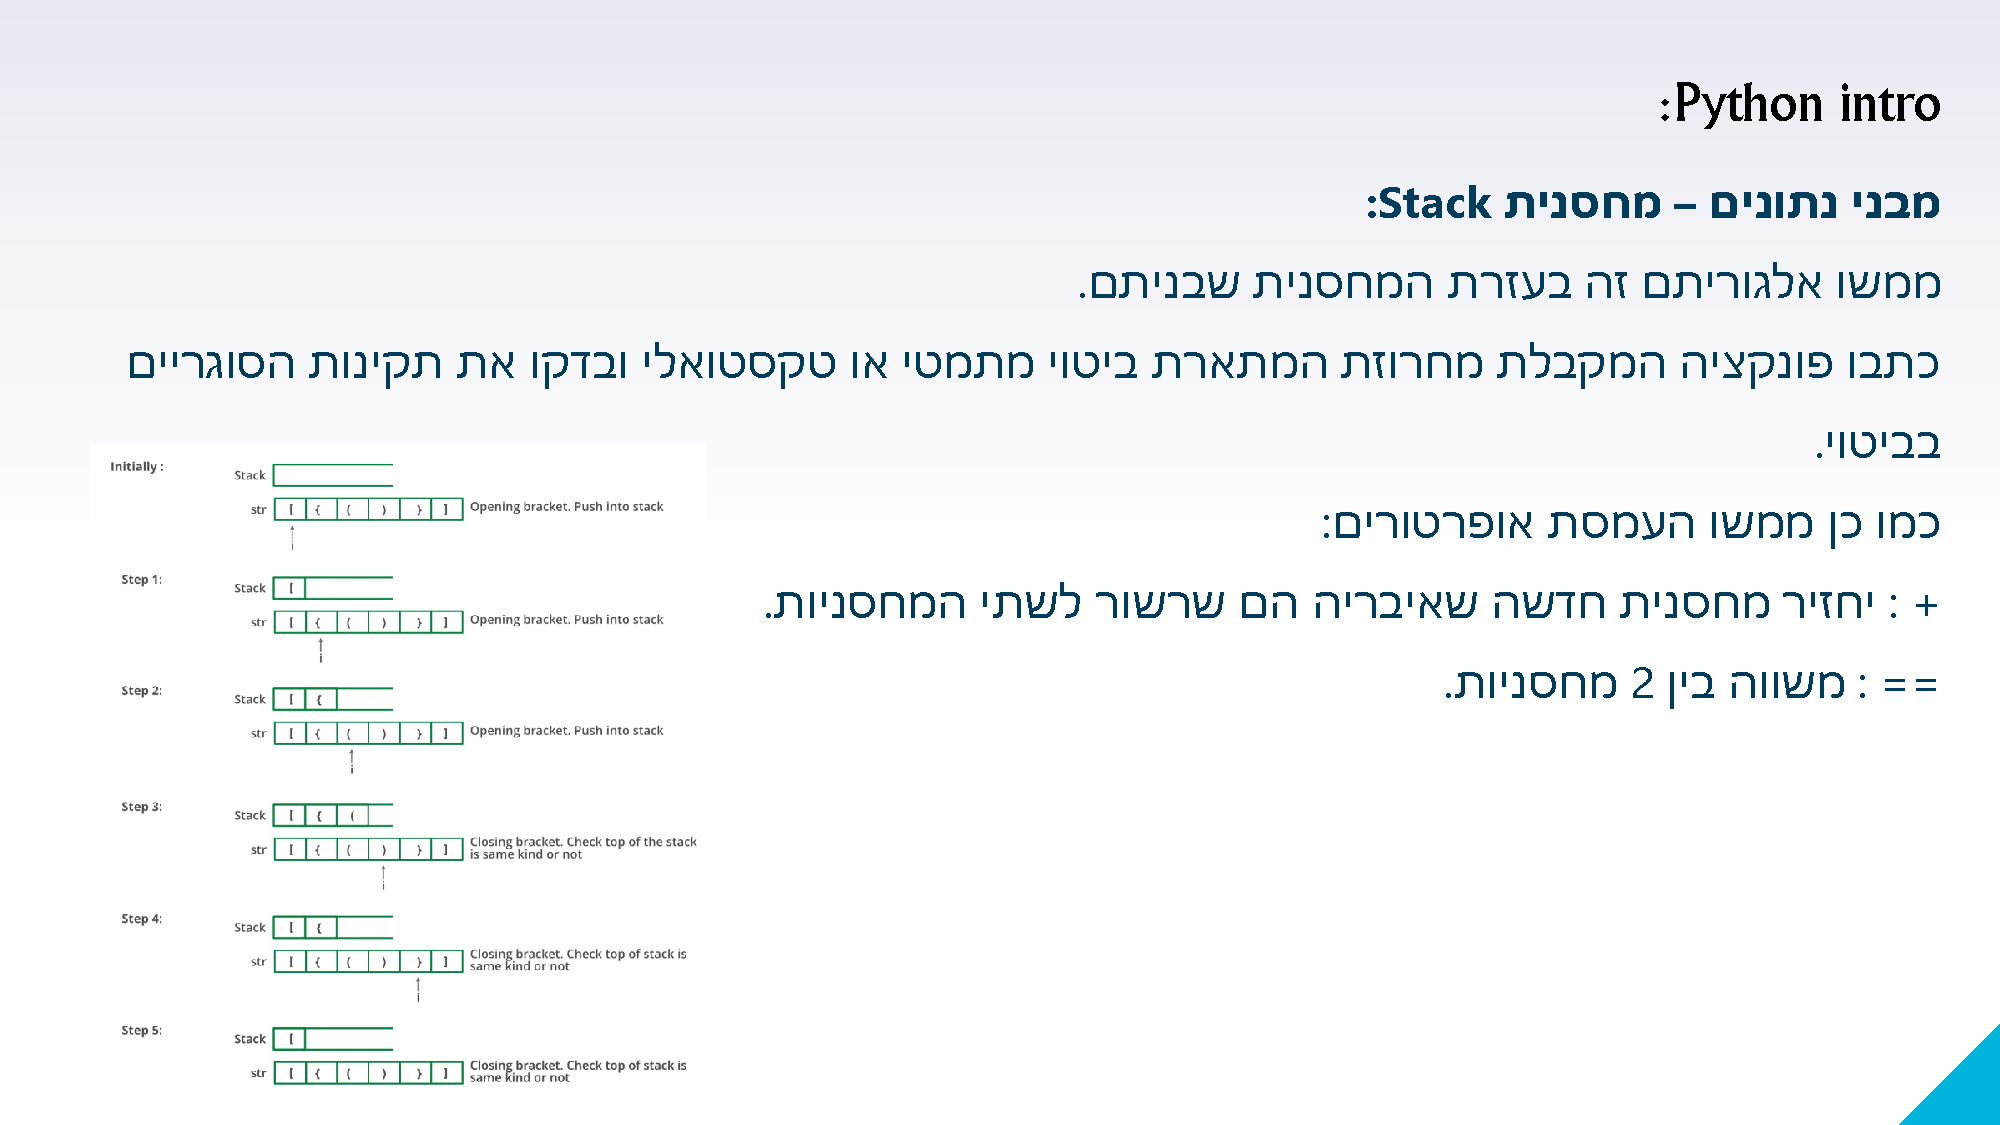 Python intro:
מבני נתונים – מחסנית Stack:
ממשו אלגוריתם זה בעזרת המחסנית שבניתם.
כתבו פונקציה המקבלת מחרוזת המתארת ביטוי מתמטי או טקסטואלי ובדקו את תקינות הסוגריים
בביטוי.
כמו כן ממשו העמסת אופרטורים:
+ : יחזיר מחסנית חדשה שאיבריה הם שרשור לשתי המחסניות.
== : משווה בין 2 מחסניות.
Initially :
Stack
str [ { ( ) } ] Opening bracket. Push into stack
i
Step 1:
Stack [
str [ { ( ) } ] Opening bracket. Push into stack
i
Step 2:
Stack [ {
str [ { ( ) } ] Opening bracket. Push into stack
i
Step 3:
Stack [ { (
str [ { ( ) } ] Closing bracket. Check top of the stack
is same kind or not
i
Step 4:
Stack [ {
str [ { ( ) } ] Closing bracket. Check top of stack is
same kind or not
i
Step 5:
Stack [
str [ { ( ) } ] Closing bracket. Check top of stack is
same kind or not